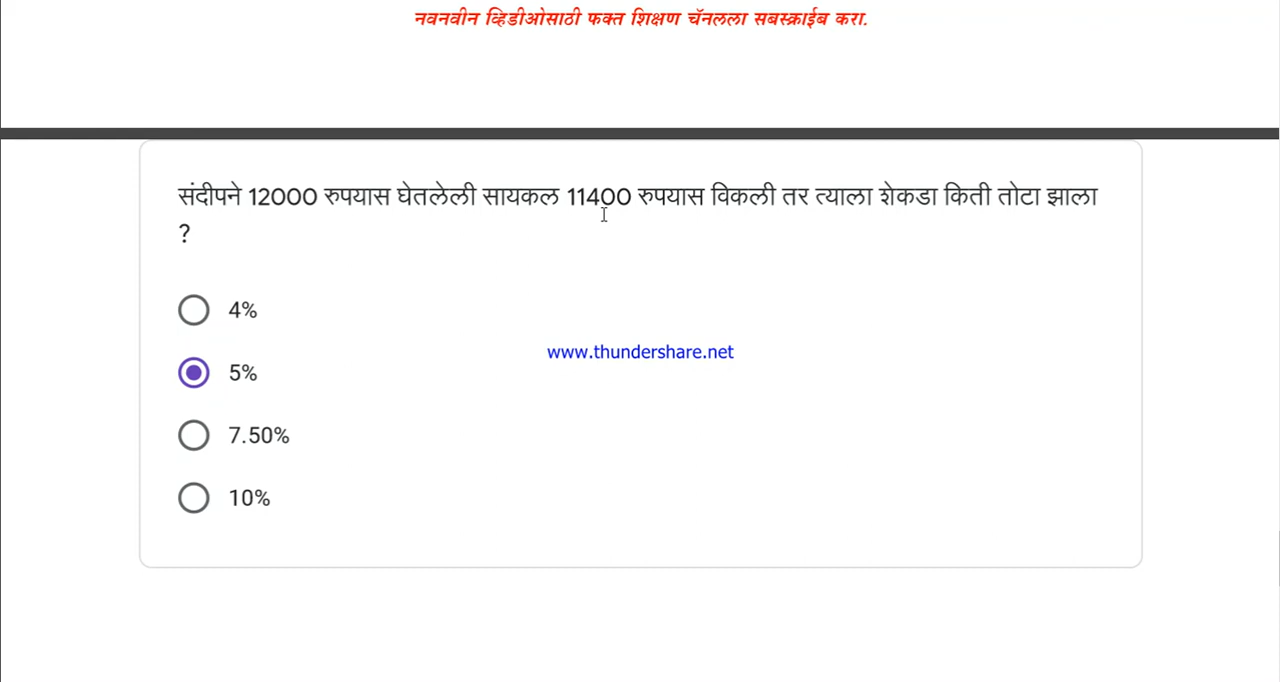 नवनवीन व्हिडीओसाठी फक्त शिक्षण चॅनलला सबस्क्राईब करा.
संदीपने 12000 रुपयास घेतलेली सायकल 11400 रुपयास विकली तर त्याला शेकडा किती तोटा झाला
?
4%
www.thundershare.net
5%
7.50%
10%